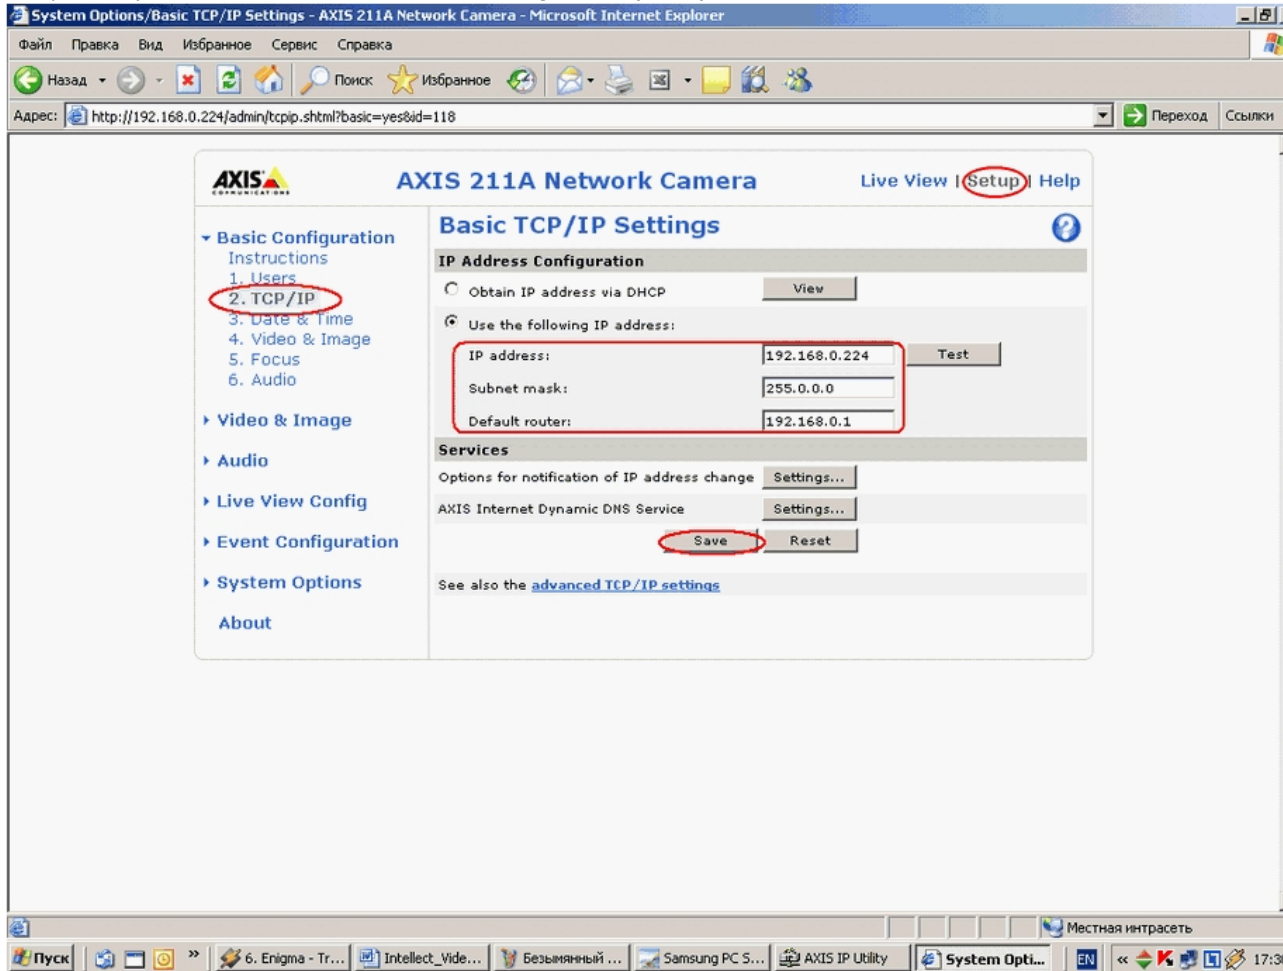 System Options/Basic TCP/IP Settings - AXIS 211A Network Camera - Microsoft Internet Explorer
Файл Правка Вид Избранное Сервис Справка
Назад Поиск Избранное
Адрес: http://192.168.0.224/admin/tcpip.shtml?basic=yes&id=118 Переход Ссылки
AXIS COMMUNICATIONS AXIS 211A Network Camera Live View | Setup | Help
Basic Configuration
Instructions
1. Users
2. TCP/IP
3. Date & Time
4. Video & Image
5. Focus
6. Audio
Video & Image
Audio
Live View Config
Event Configuration
System Options
About
Basic TCP/IP Settings
IP Address Configuration
Obtain IP address via DHCP View
Use the following IP address:
IP address: 192.168.0.224 Test
Subnet mask: 255.0.0.0
Default router: 192.168.0.1
Services
Options for notification of IP address change Settings...
AXIS Internet Dynamic DNS Service Settings...
Save Reset
See also the advanced TCP/IP settings
Местная интрасеть
Пуск » 6. Enigma - Tr... Intellect_Vide... Безымянный ... Samsung PC S... AXIS IP Utility System Opti... EN « 17:3